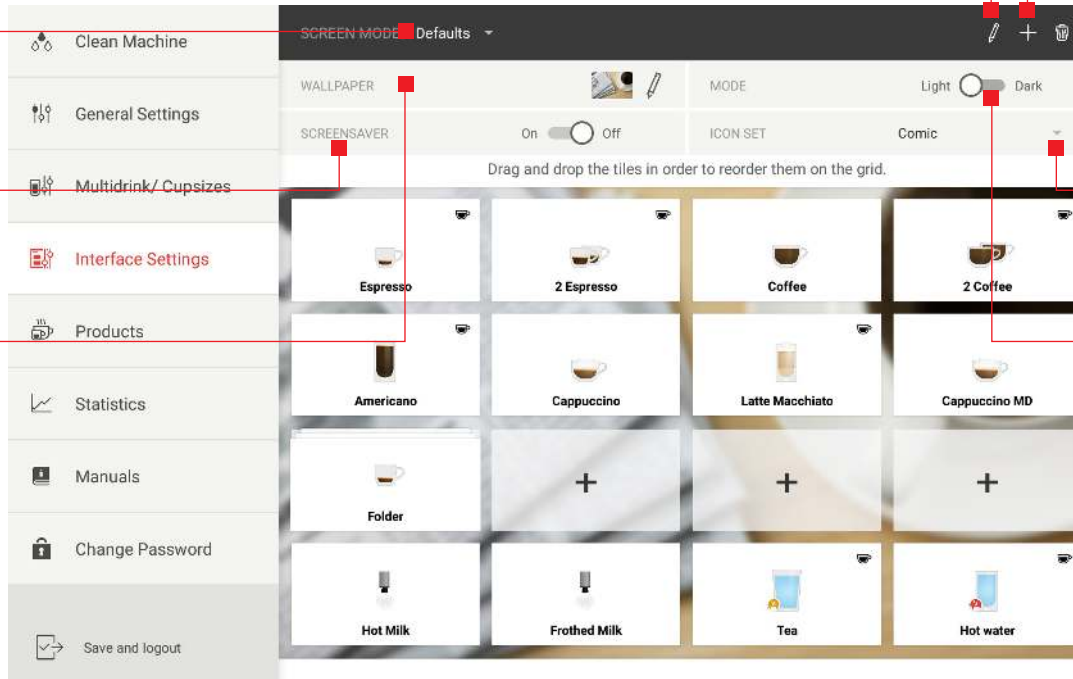 Clean Machine
General Settings
Multidrink/ Cupsizes
Interface Settings
Products
Statistics
Manuals
Change Password
Save and logout
SCREEN MODE Defaults
WALLPAPER
MODE Light Dark
SCREENSAVER On Off
ICON SET Comic
Drag and drop the tiles in order to reorder them on the grid.
Espresso 2 Espresso Coffee 2 Coffee
Americano Cappuccino Latte Macchiato Cappuccino MD
Folder + + +
Hot Milk Frothed Milk Tea Hot water